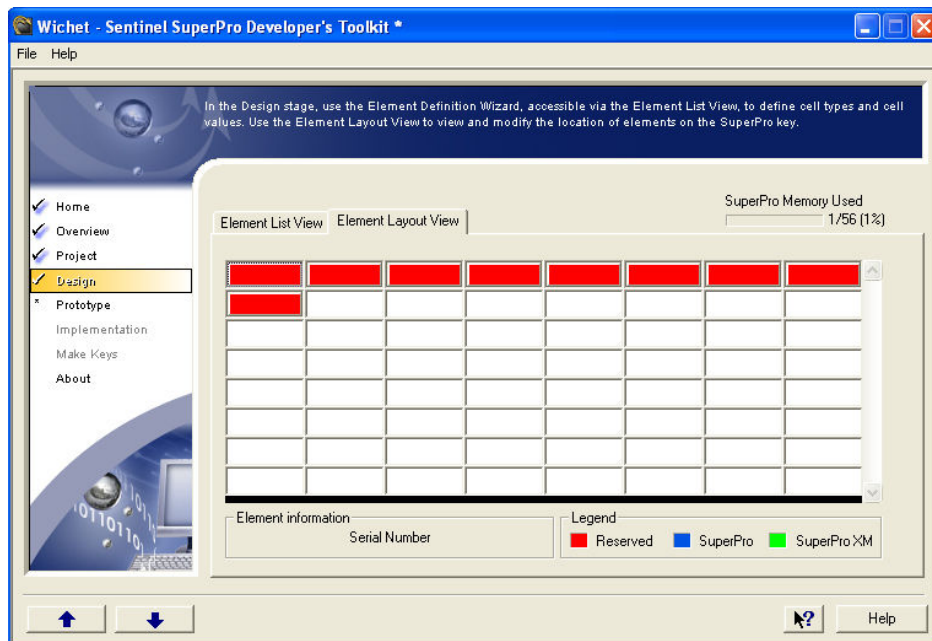 Wichet - Sentinel SuperPro Developer's Toolkit *
File Help
In the Design stage, use the Element Definition Wizard, accessible via the Element List View, to define cell types and cell
values. Use the Element Layout View to view and modify the location of elements on the SuperPro key.
Home
Overview
Project
Design
* Prototype
Implementation
Make Keys
About
SuperPro Memory Used
1/56 (1%)
Element List View Element Layout View
Element information
Serial Number
Legend
Reserved SuperPro SuperPro XM
Help